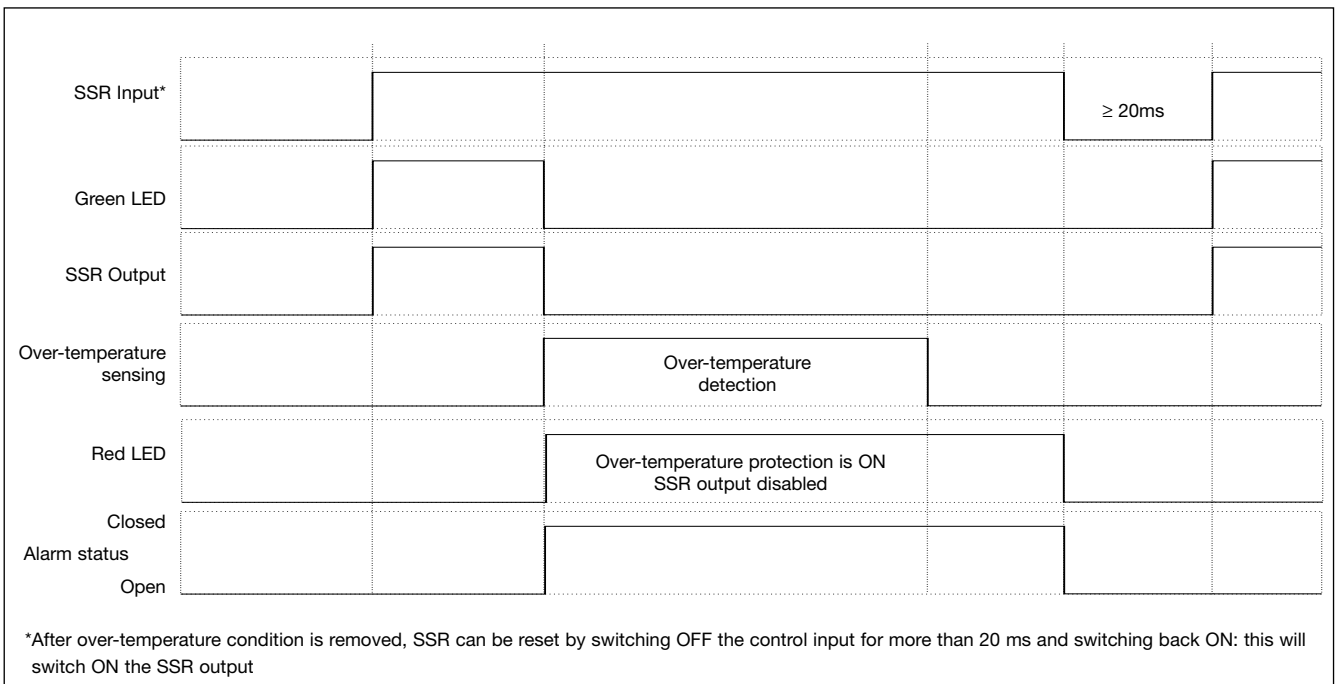 SSR Input*
≥ 20ms
Green LED
SSR Output
Over-temperature
sensing
Over-temperature
detection
Red LED
Over-temperature protection is ON
SSR output disabled
Closed
Alarm status
Open
*After over-temperature condition is removed, SSR can be reset by switching OFF the control input for more than 20 ms and switching back ON: this will
switch ON the SSR output